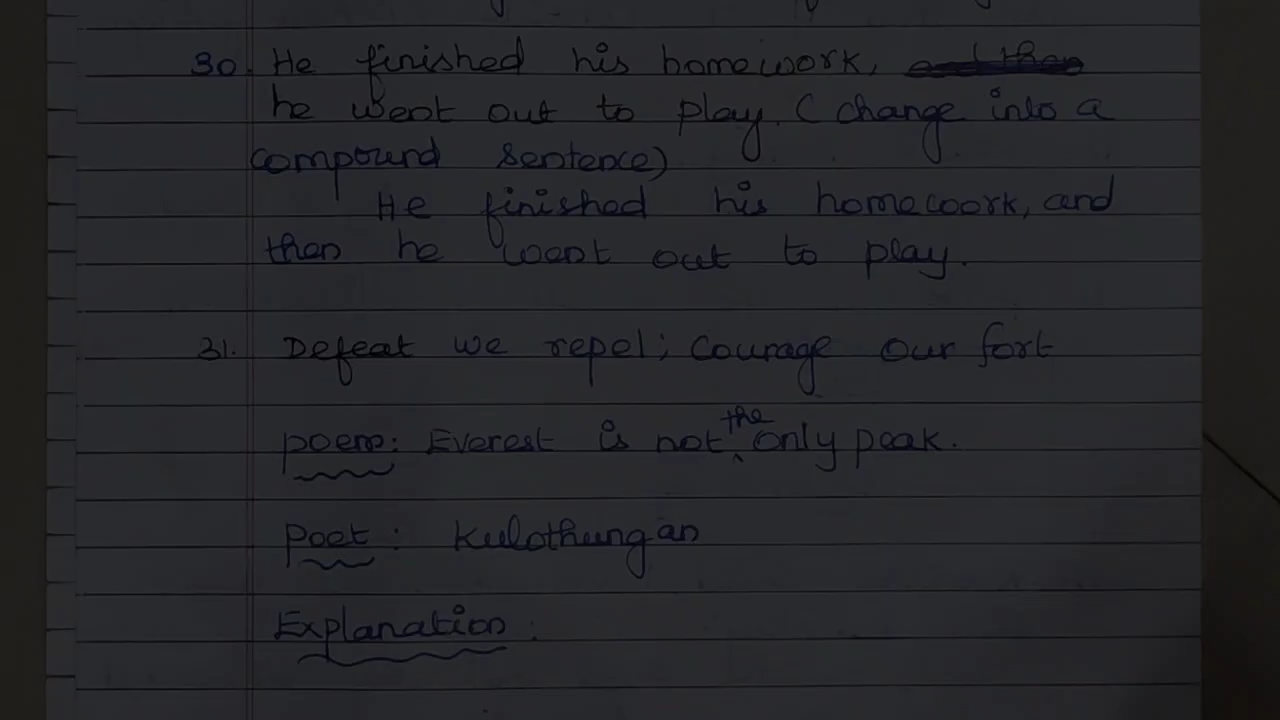 30. He finished his homework,
he went out to play. (change into a
compound sentence)
He finished his homework, and
then he went out to play.
31. Defeat we repel; courage our fort
poem: Everest is not the only peak.
Poet: Kulothungan
Explanation: